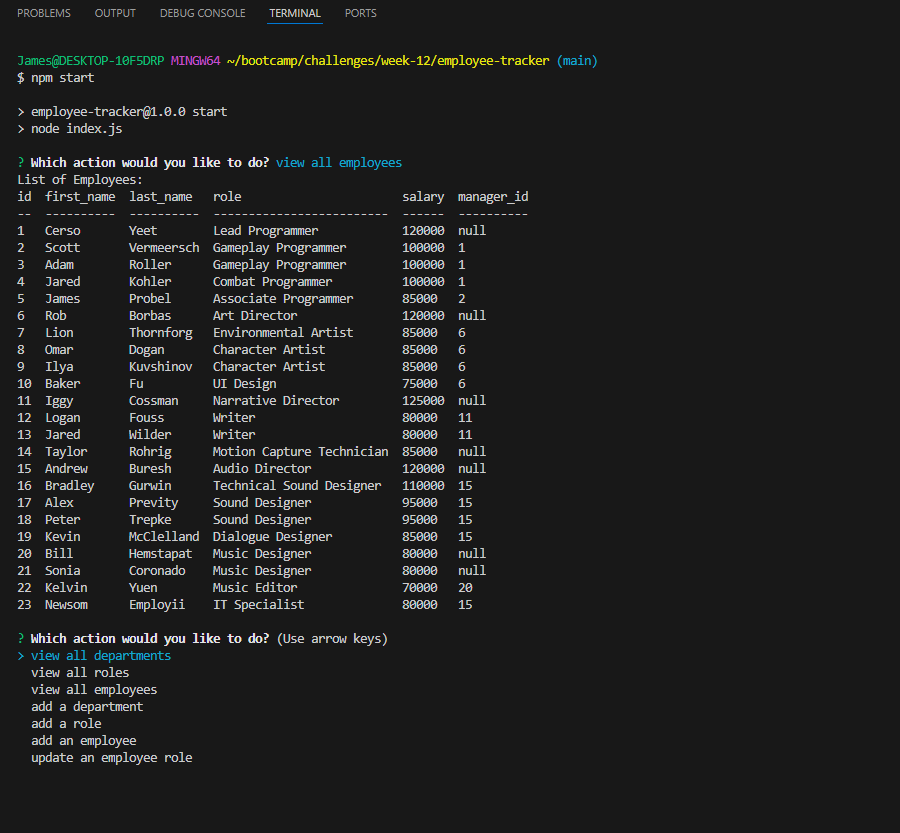 PROBLEMS OUTPUT DEBUG CONSOLE TERMINAL PORTS
James@DESKTOP-10F5DRP MINGW64 ~/bootcamp/challenges/week-12/employee-tracker (main)
$ npm start
> employee-tracker@1.0.0 start
> node index.js
? Which action would you like to do? view all employees
List of Employees:
id  first_name  last_name   role                       salary  manager_id
--  ----------  ----------  -------------------------  ------  ----------
1   Cerso       Yeet        Lead Programmer            120000  null
2   Scott       Vermeersch  Gameplay Programmer        100000  1
3   Adam        Roller      Gameplay Programmer        100000  1
4   Jared       Kohler      Combat Programmer          100000  1
5   James       Probel      Associate Programmer       85000   2
6   Rob         Borbas      Art Director               120000  null
7   Lion        Thornforg   Environmental Artist       85000   6
8   Omar        Dogan       Character Artist           85000   6
9   Ilya        Kuvshinov   Character Artist           85000   6
10  Baker       Fu          UI Design                  75000   6
11  Iggy        Cossman     Narrative Director         125000  null
12  Logan       Fouss       Writer                     80000   11
13  Jared       Wilder      Writer                     80000   11
14  Taylor      Rohrig      Motion Capture Technician  85000   null
15  Andrew      Buresh      Audio Director             120000  null
16  Bradley     Gurwin      Technical Sound Designer   110000  15
17  Alex        Previty     Sound Designer             95000   15
18  Peter       Trepke      Sound Designer             95000   15
19  Kevin       McClelland  Dialogue Designer          85000   15
20  Bill        Hemstapat   Music Designer             80000   null
21  Sonia       Coronado    Music Designer             80000   null
22  Kelvin      Yuen        Music Editor               70000   20
23  Newsom      Employii    IT Specialist              80000   15
? Which action would you like to do? (Use arrow keys)
> view all departments
view all roles
view all employees
add a department
add a role
add an employee
update an employee role